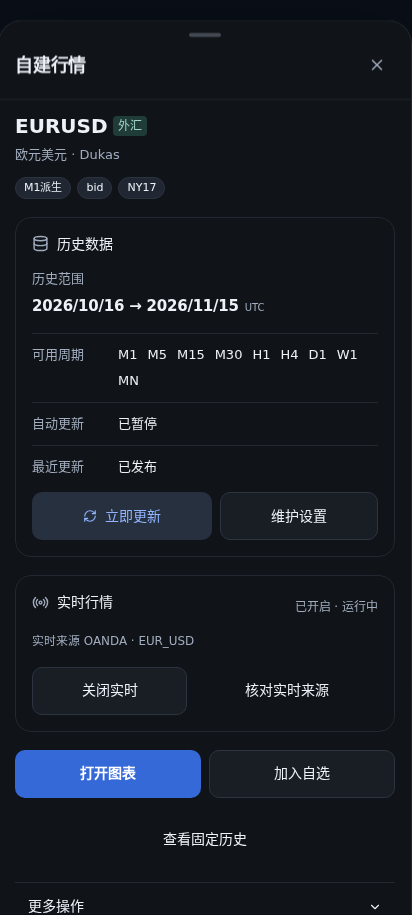 自建行情
EURUSD 外汇
欧元美元 · Dukas
M1派生 bid NY17
历史数据
历史范围
2026/10/16 → 2026/11/15 UTC
可用周期 M1 M5 M15 M30 H1 H4 D1 W1
MN
自动更新 已暂停
最近更新 已发布
立即更新 维护设置
实时行情 已开启 · 运行中
实时来源 OANDA · EUR_USD
关闭实时 核对实时来源
打开图表 加入自选
查看固定历史
更多操作